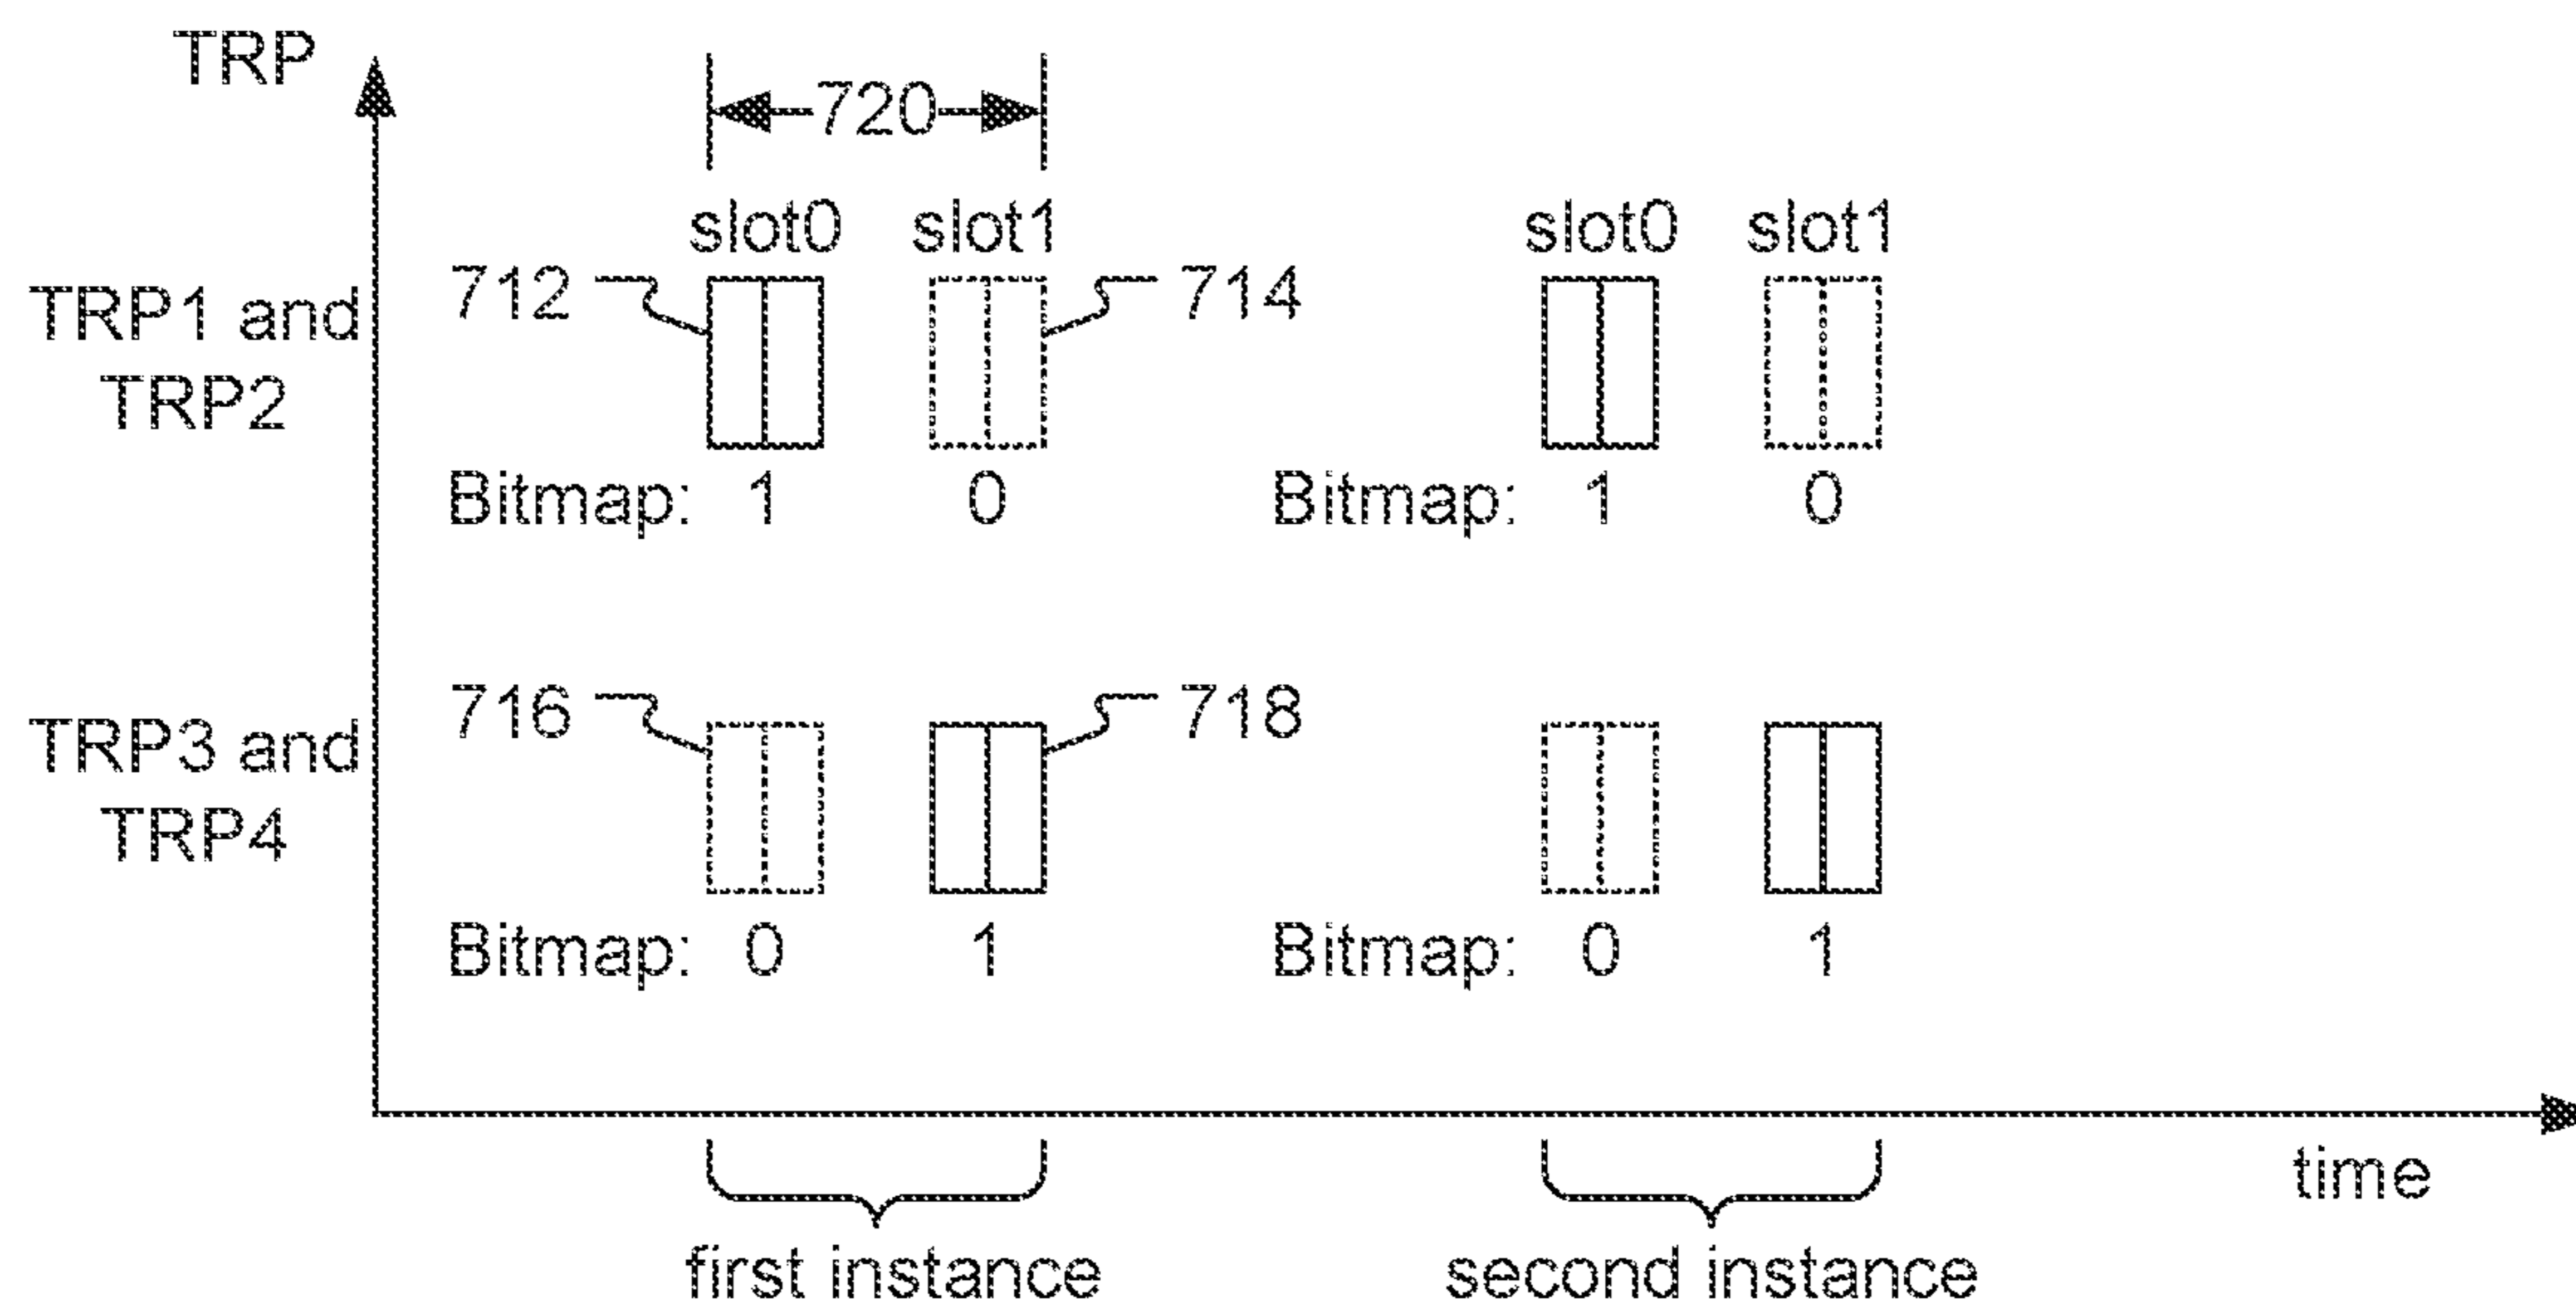 TRP
720
slot0 slot1 slot0 slot1
712 714
TRP1 and
TRP2
Bitmap: 1 0 Bitmap: 1 0
716 718
TRP3 and
TRP4
Bitmap: 0 1 Bitmap: 0 1
time
first instance second instance